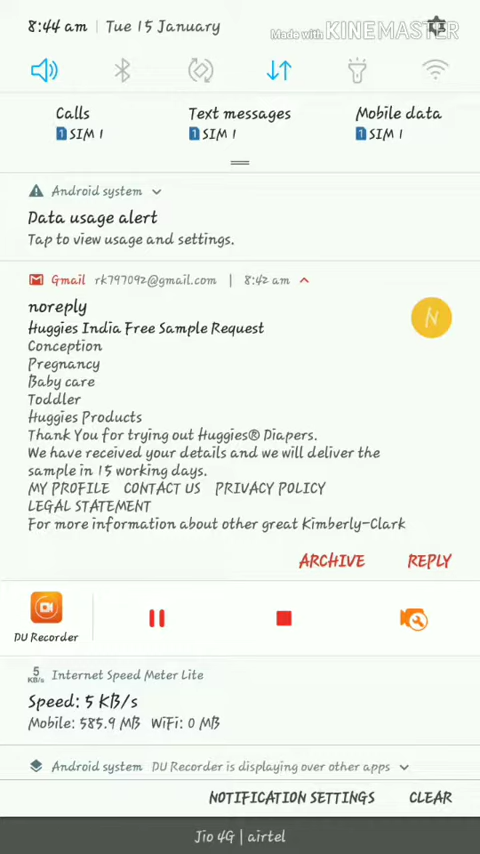 8:44 am | Tue 15 January
Made with KINEMASTER
Calls
Text messages
Mobile data
1 SIM 1
1 SIM 1
1 SIM 1
Android system
Data usage alert
Tap to view usage and settings.
Gmail rk797092@gmail.com | 8:42 am
noreply
N
Huggies India Free Sample Request
Conception
Pregnancy
Baby care
Toddler
Huggies Products
Thank You for trying out Huggies® Diapers.
We have received your details and we will deliver the
sample in 15 working days.
MY PROFILE CONTACT US PRIVACY POLICY
LEGAL STATEMENT
For more information about other great Kimberly-Clark
ARCHIVE REPLY
DU Recorder
5 KB/s Internet Speed Meter Lite
Speed: 5 KB/s
Mobile: 585.9 MB WiFi: 0 MB
Android system DU Recorder is displaying over other apps
NOTIFICATION SETTINGS CLEAR
Jio 4G | airtel